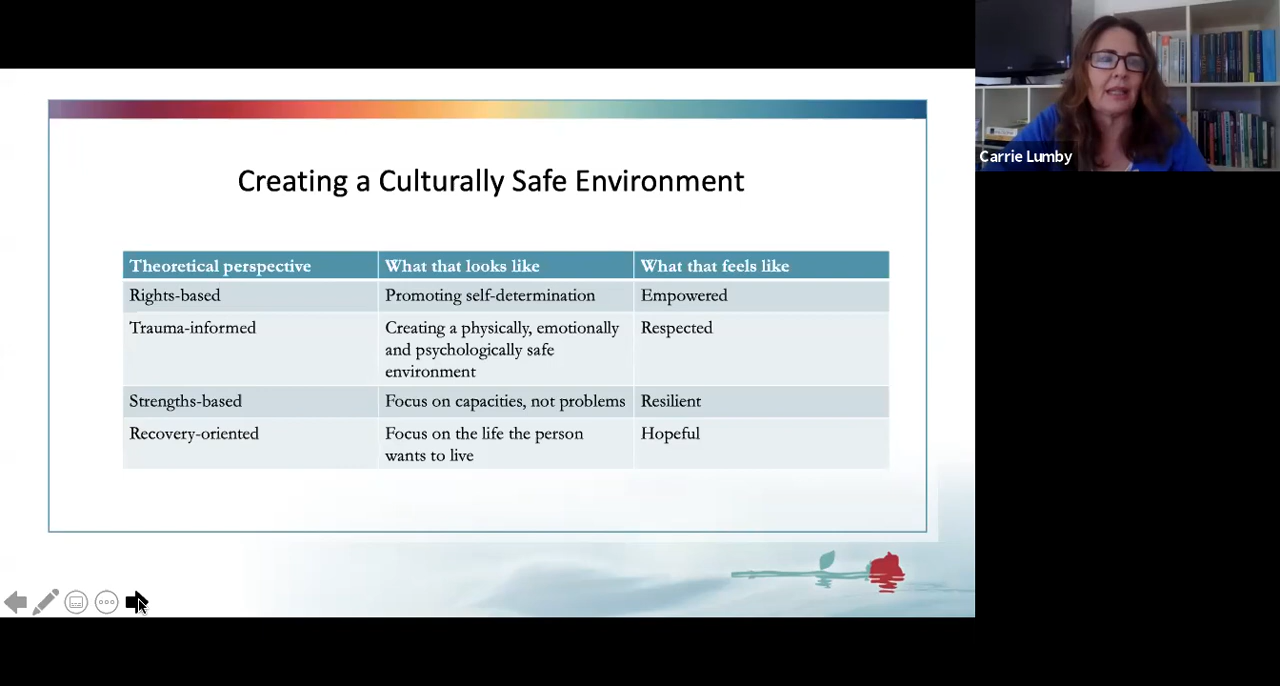 Creating a Culturally Safe Environment
Theoretical perspective
What that looks like
What that feels like
Rights-based
Promoting self-determination
Empowered
Trauma-informed
Creating a physically, emotionally
and psychologically safe
environment
Respected
Strengths-based
Focus on capacities, not problems
Resilient
Recovery-oriented
Focus on the life the person
wants to live
Hopeful
Carrie Lumby